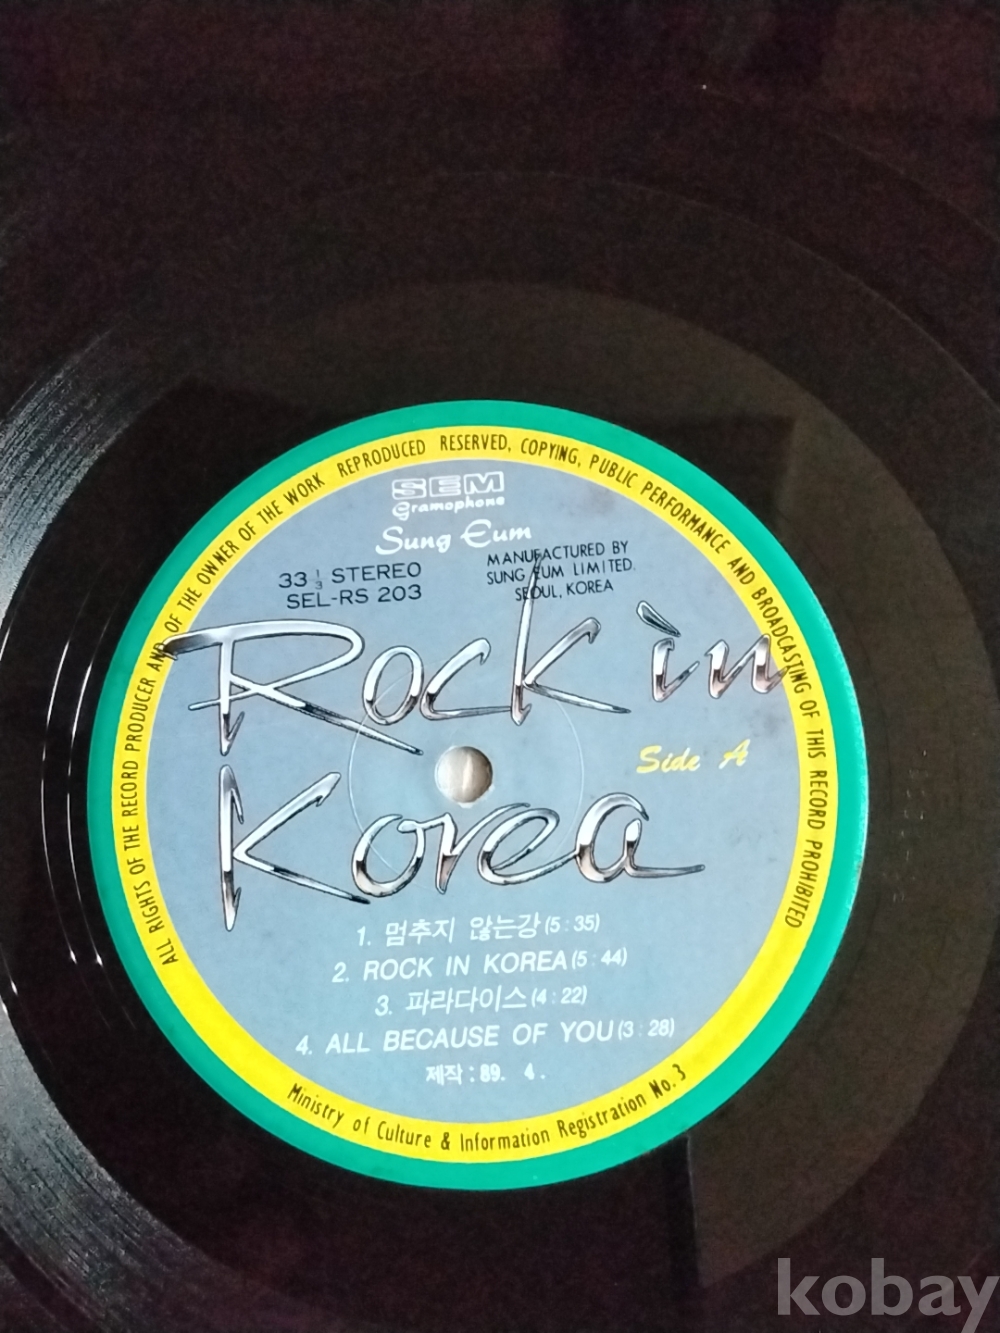 ALL RIGHTS OF THE RECORD PRODUCER AND OF THE OWNER OF THE WORK REPRODUCED RESERVED, COPYING, PUBLIC PERFORMANCE AND BROADCASTING OF THIS RECORD PROHIBITED
SEM
Gramophone
Sung Eum
33 1/3 STEREO
SEL-RS 203
MANUFACTURED BY
SUNG EUM LIMITED.
SEOUL, KOREA
Rock in
Korea
Side A
1. 멈추지 않는강(5:35)
2. ROCK IN KOREA(5:44)
3. 파라다이스(4:22)
4. ALL BECAUSE OF YOU(3:28)
제작:89. 4.
Ministry of Culture & Information Registration No.3
kobay